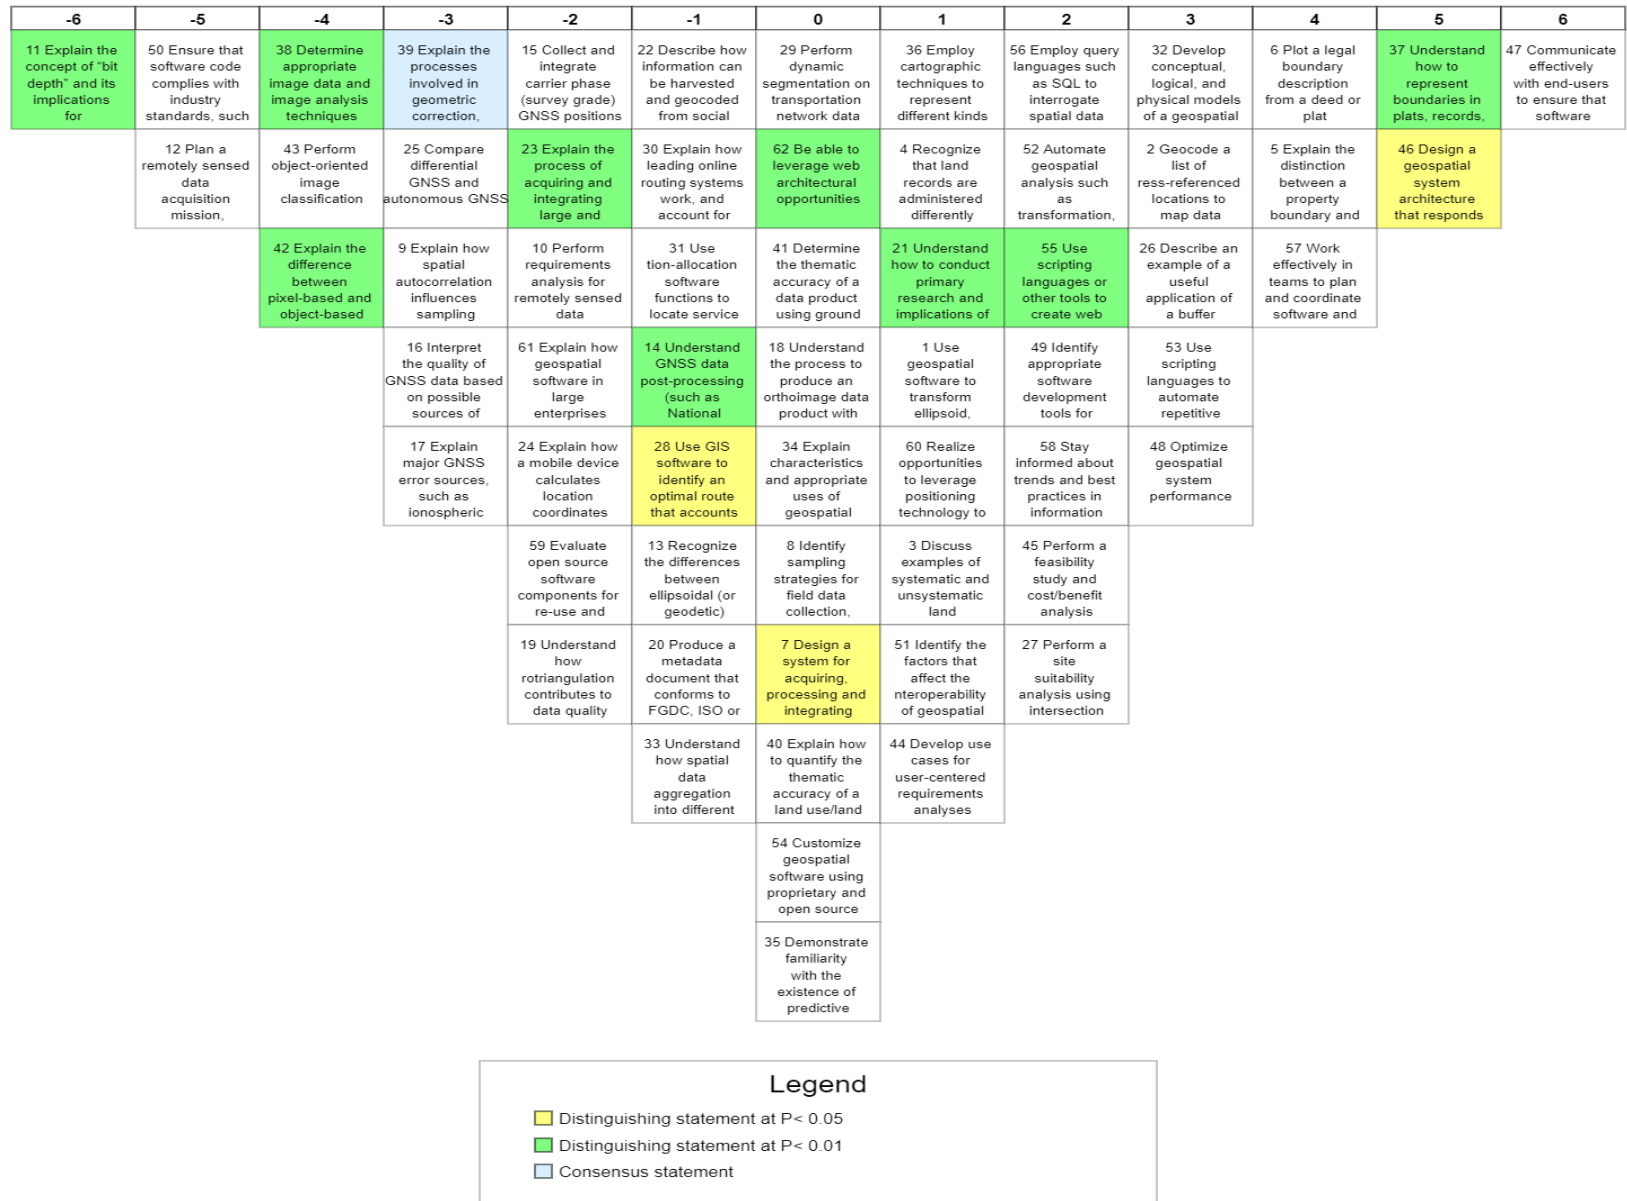 -6 -5 -4 -3 -2 -1 0 1 2 3 4 5 6
11 Explain the
concept of "bit
depth" and its
implications
for
50 Ensure that
software code
complies with
industry
standards, such
38 Determine
appropriate
image data and
image analysis
techniques
39 Explain the
processes
involved in
geometric
correction,
15 Collect and
integrate
carrier phase
(survey grade)
GNSS positions
22 Describe how
information can
be harvested
and geocoded
from social
29 Perform
dynamic
segmentation on
transportation
network data
36 Employ
cartographic
techniques to
represent
different kinds
56 Employ query
languages such
as SQL to
interrogate
spatial data
32 Develop
conceptual,
logical, and
physical models
of a geospatial
6 Plot a legal
boundary
description
from a deed or
plat
37 Understand
how to
represent
boundaries in
plats, records,
47 Communicate
effectively
with end-users
to ensure that
software
12 Plan a
remotely sensed
data
acquisition
mission,
43 Perform
object-oriented
image
classification
25 Compare
differential
GNSS and
autonomous GNSS
23 Explain the
process of
acquiring and
integrating
large and
30 Explain how
leading online
routing systems
work, and
account for
62 Be able to
leverage web
architectural
opportunities
4 Recognize
that land
records are
administered
differently
52 Automate
geospatial
analysis such
as
transformation,
2 Geocode a
list of
ress-referenced
locations to
map data
5 Explain the
distinction
between a
property
boundary and
46 Design a
geospatial
system
architecture
that responds
42 Explain the
difference
between
pixel-based and
object-based
9 Explain how
spatial
autocorrelation
influences
sampling
10 Perform
requirements
analysis for
remotely sensed
data
31 Use
tion-allocation
software
functions to
locate service
41 Determine
the thematic
accuracy of a
data product
using ground
21 Understand
how to conduct
primary
research and
implications of
55 Use
scripting
languages or
other tools to
create web
26 Describe an
example of a
useful
application of
a buffer
57 Work
effectively in
teams to plan
and coordinate
software and
16 Interpret
the quality of
GNSS data based
on possible
sources of
61 Explain how
geospatial
software in
large
enterprises
14 Understand
GNSS data
post-processing
(such as
National
18 Understand
the process to
produce an
orthoimage data
product with
1 Use
geospatial
software to
transform
ellipsoid,
49 Identify
appropriate
software
development
tools for
53 Use
scripting
languages to
automate
repetitive
17 Explain
major GNSS
error sources,
such as
ionospheric
24 Explain how
a mobile device
calculates
location
coordinates
28 Use GIS
software to
identify an
optimal route
that accounts
34 Explain
characteristics
and appropriate
uses of
geospatial
60 Realize
opportunities
to leverage
positioning
technology to
58 Stay
informed about
trends and best
practices in
information
48 Optimize
geospatial
system
performance
59 Evaluate
open source
software
components for
re-use and
13 Recognize
the differences
between
ellipsoidal (or
geodetic)
8 Identify
sampling
strategies for
field data
collection,
3 Discuss
examples of
systematic and
unsystematic
land
45 Perform a
feasibility
study and
cost/benefit
analysis
19 Understand
how
rotriangulation
contributes to
data quality
20 Produce a
metadata
document that
conforms to
FGDC, ISO or
7 Design a
system for
acquiring,
processing and
integrating
51 Identify the
factors that
affect the
nteroperability
of geospatial
27 Perform a
site
suitability
analysis using
intersection
33 Understand
how spatial
data
aggregation
into different
40 Explain how
to quantify the
thematic
accuracy of a
land use/land
44 Develop use
cases for
user-centered
requirements
analyses
54 Customize
geospatial
software using
proprietary and
open source
35 Demonstrate
familiarity
with the
existence of
predictive
Legend
Distinguishing statement at P< 0.05
Distinguishing statement at P< 0.01
Consensus statement